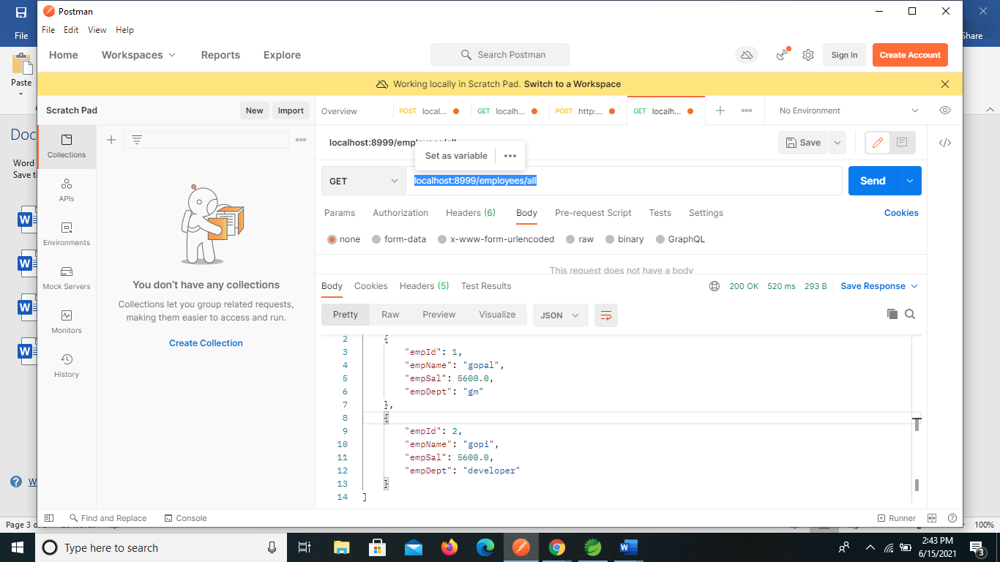 Postman
File Edit View Help
File
Share
Home Workspaces Reports Explore Search Postman Sign In Create Account
Paste
Working locally in Scratch Pad. Switch to a Workspace
Scratch Pad New Import
Overview POST local... GET localh... POST http:... GET localh... No Environment
Doc
Word
Save t
Collections
APIs
Environments
Mock Servers
Monitors
History
You don't have any collections
Collections let you group related requests,
making them easier to access and run.
Create Collection
localhost:8999/employees/all Save
Set as variable
GET localhost:8999/employees/all Send
Params Authorization Headers (6) Body Pre-request Script Tests Settings Cookies
none form-data x-www-form-urlencoded raw binary GraphQL
This request does not have a body
Body Cookies Headers (5) Test Results 200 OK 520 ms 293 B Save Response
Pretty Raw Preview Visualize JSON
2 {
3 "empId": 1,
4 "empName": "gopal",
5 "empSal": 5600.0,
6 "empDept": "gm"
7 },
8 {
9 "empId": 2,
10 "empName": "gopi",
11 "empSal": 5600.0,
12 "empDept": "developer"
13 }
14 ]
Find and Replace Console Runner
Page 3 o 100%
Type here to search
2:43 PM
6/15/2021
3